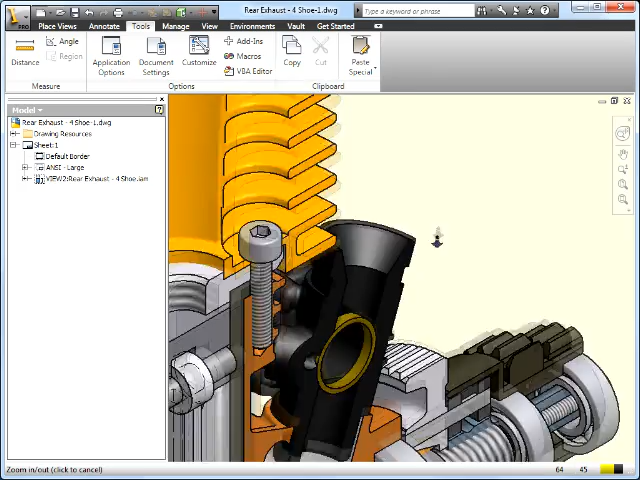 Rear Exhaust - 4 Shoe-1.dwg
Type a keyword or phrase
PRO
Place Views Annotate Tools Manage View Environments Vault Get Started
Distance
Angle
Region
Measure
Application Options
Document Settings
Customize
Add-Ins
Macros
VBA Editor
Options
Copy
Cut
Clipboard
Paste Special
Model
Rear Exhaust - 4 Shoe-1.dwg
Drawing Resources
Sheet:1
Default Border
ANSI - Large
VIEW2:Rear Exhaust - 4 Shoe.iam
Zoom in/out (click to cancel)
64 45